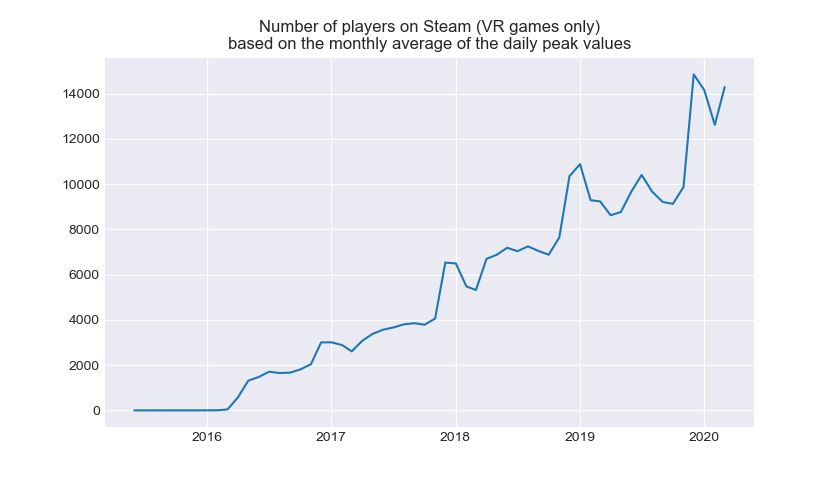 Number of players on Steam (VR games only)
based on the monthly average of the daily peak values
14000
12000
10000
8000
6000
4000
2000
0
2016 2017 2018 2019 2020